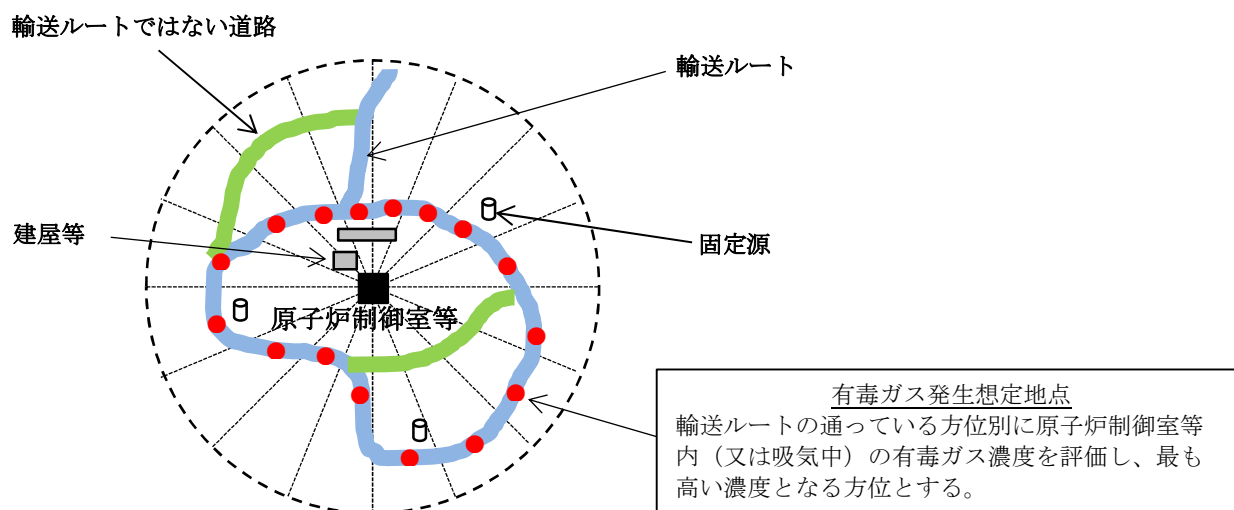 輸送ルートではない道路
輸送ルート
建屋等
固定源
原子炉制御室等
有毒ガス発生想定地点
輸送ルートの通っている方位別に原子炉制御室等
内（又は吸気中）の有毒ガス濃度を評価し、最も
高い濃度となる方位とする。